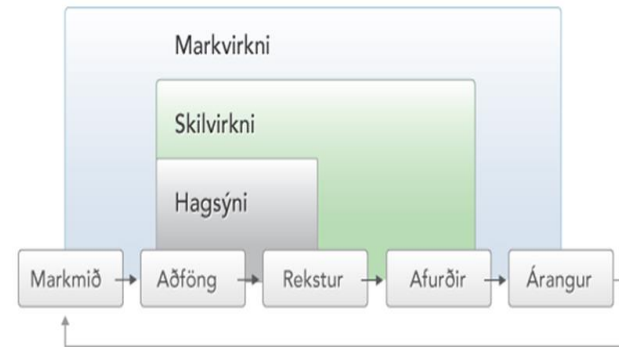 Markvirkni
Skilvirkni
Hagsýni
Markmið
Aðföng
Rekstur
Afurðir
Árangur